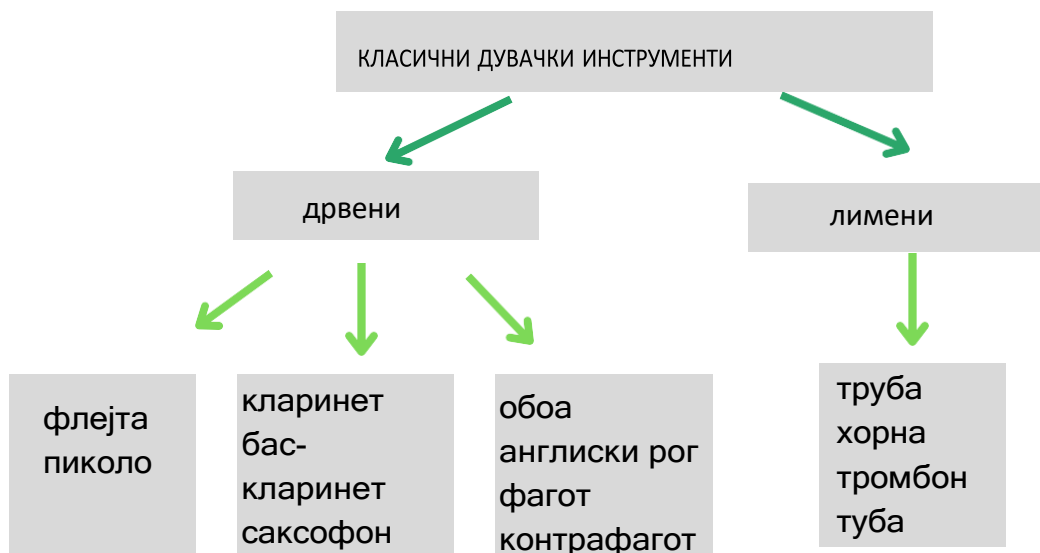 КЛАСИЧНИ ДУВАЧКИ ИНСТРУМЕНТИ
дрвени
лимени
флејта
пиколо
кларинет
бас-
кларинет
саксофон
обоа
англиски рог
фагот
контрафагот
труба
хорна
тромбон
туба